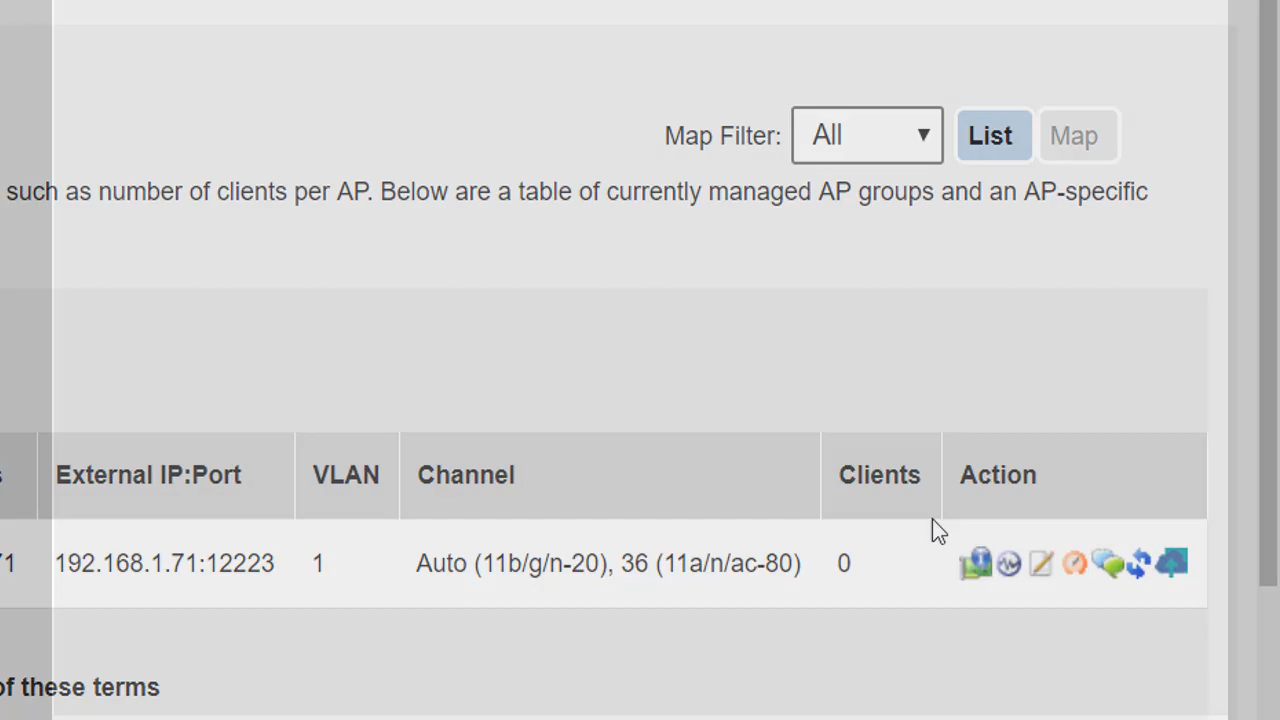 Map Filter: All List Map
such as number of clients per AP. Below are a table of currently managed AP groups and an AP-specific
External IP:Port VLAN Channel Clients Action
192.168.1.71:12223 1 Auto (11b/g/n-20), 36 (11a/n/ac-80) 0
of these terms